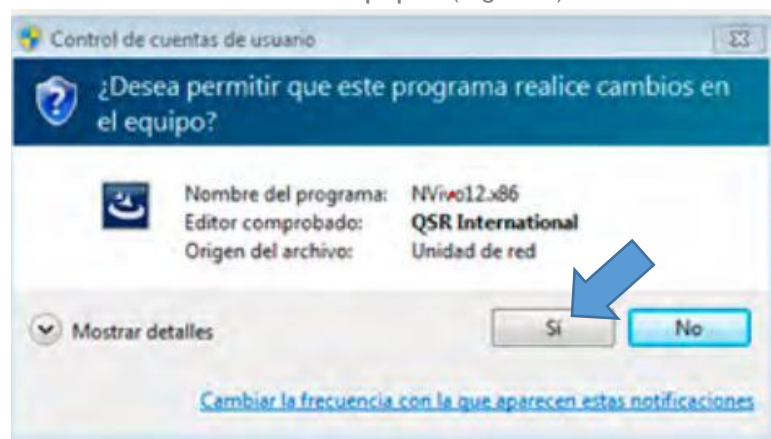 Control de cuentas de usuario
¿Desea permitir que este programa realice cambios en
el equipo?
Nombre del programa: NVivo12.x86
Editor comprobado: QSR International
Origen del archivo: Unidad de red
Mostrar detalles
Sí No
Cambiar la frecuencia con la que aparecen estas notificaciones